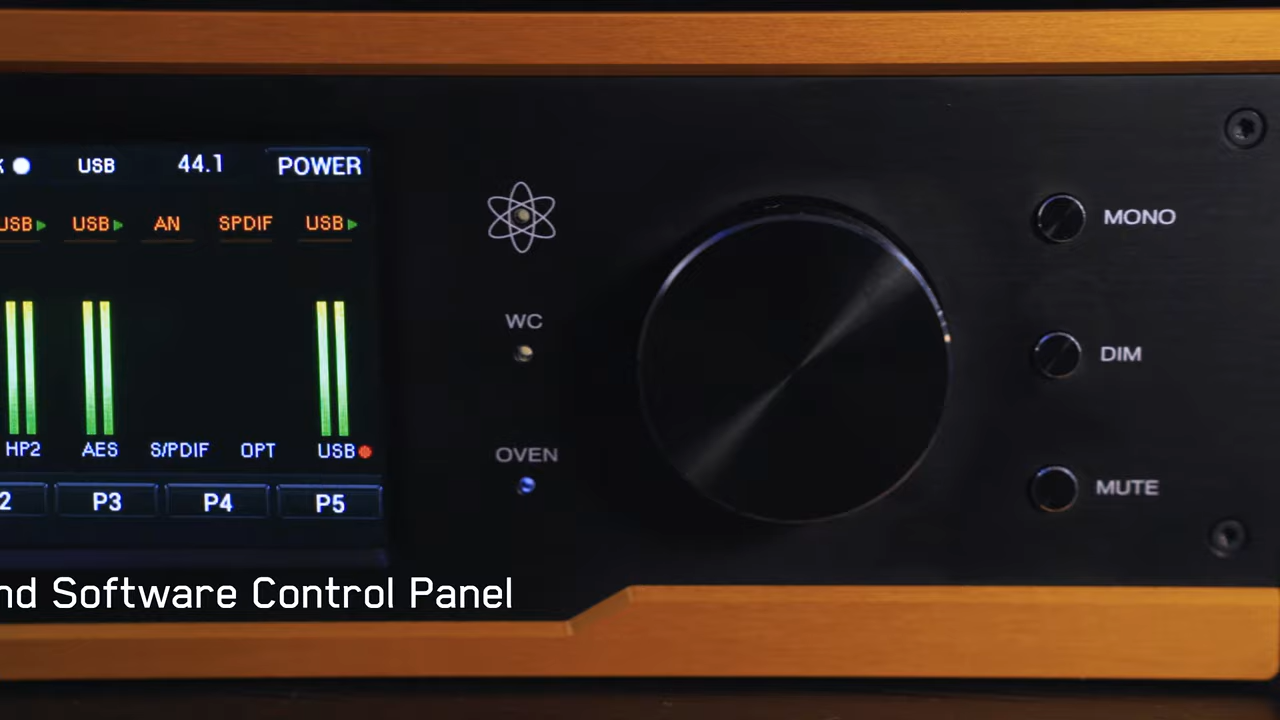 USB 44.1 POWER
USB USB AN SPDIF USB
HP2 AES S/PDIF OPT USB
2 P3 P4 P5
WC
OVEN
MONO
DIM
MUTE
nd Software Control Panel